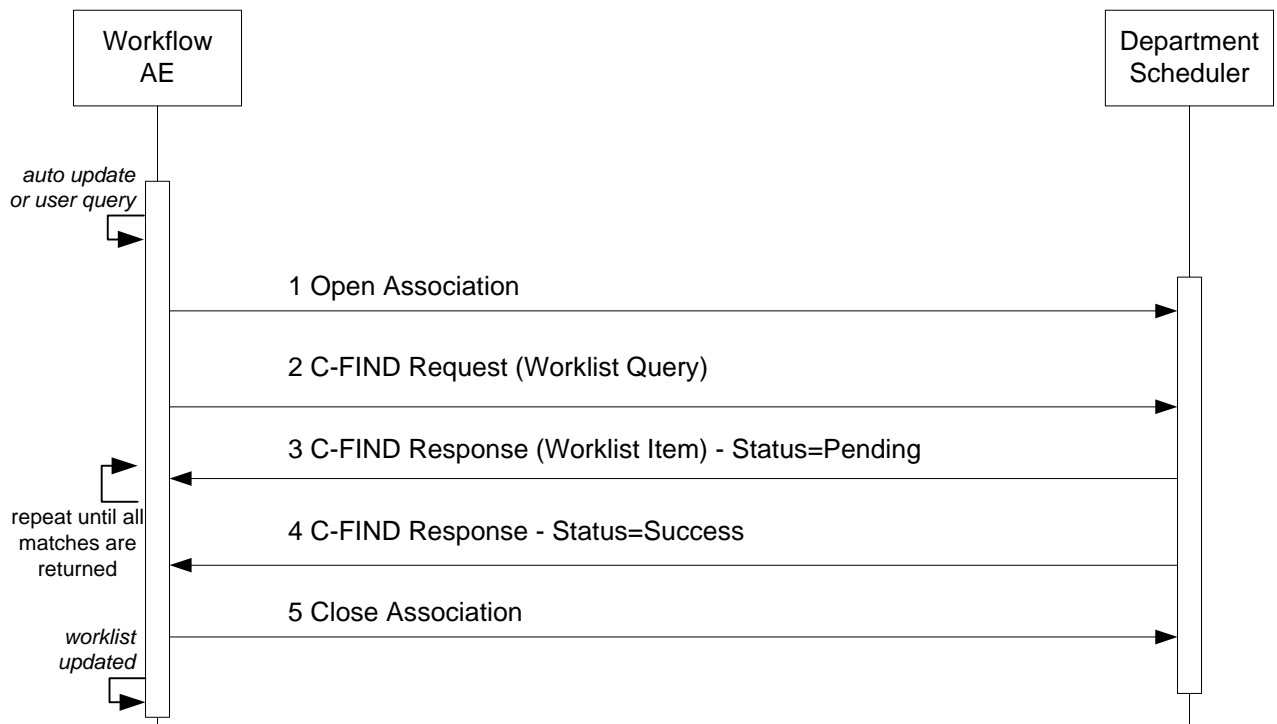 Workflow
AE
Department
Scheduler
auto update
or user query
1 Open Association
2 C-FIND Request (Worklist Query)
3 C-FIND Response (Worklist Item) - Status=Pending
repeat until all
matches are
returned
4 C-FIND Response - Status=Success
5 Close Association
worklist
updated